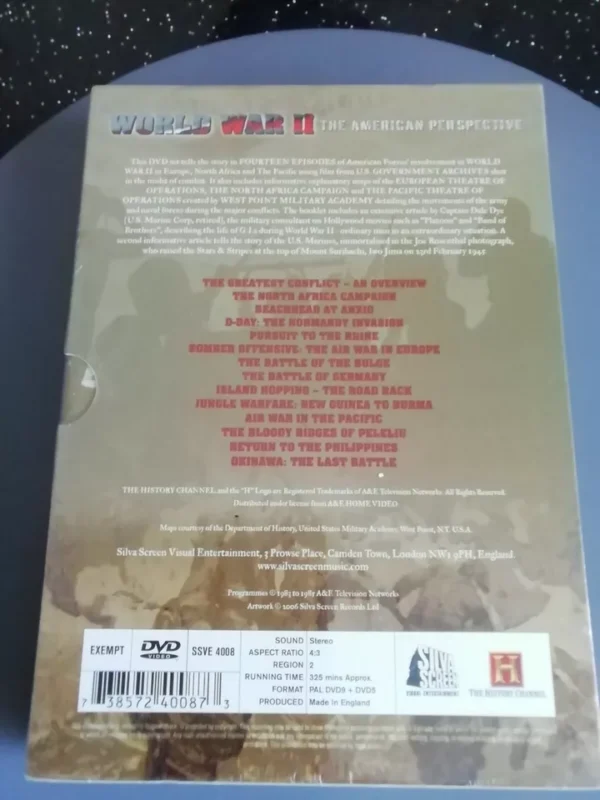 WORLD WAR II THE AMERICAN PERSPECTIVE
This DVD set tells the story in FOURTEEN EPISODES of American Forces' involvement in WORLD
WAR II in Europe, North Africa and The Pacific using film from U.S. GOVERNMENT ARCHIVES shot
in the midst of combat. It also includes informative explanatory maps of the EUROPEAN THEATRE OF
OPERATIONS, THE NORTH AFRICA CAMPAIGN and THE PACIFIC THEATRE OF
OPERATIONS created by WEST POINT MILITARY ACADEMY detailing the movements of the army
and naval forces during the major conflicts. The booklet includes an extensive article by Captain Dale Dye
(U.S. Marine Corp, retired), the military consultant on Hollywood movies such as "Platoon" and "Band of
Brothers", describing the life of G.I.s during World War II - ordinary men in an extraordinary situation. A
second informative article tells the story of the U.S. Marines, immortalised in the Joe Rosenthal photograph,
who raised the Stars & Stripes at the top of Mount Suribachi, Iwo Jima on 23rd February 1945
THE GREATEST CONFLICT - AN OVERVIEW
THE NORTH AFRICA CAMPAIGN
BEACHHEAD AT ANZIO
D-DAY: THE NORMANDY INVASION
PURSUIT TO THE RHINE
BOMBER OFFENSIVE: THE AIR WAR IN EUROPE
THE BATTLE OF THE BULGE
THE BATTLE OF GERMANY
ISLAND HOPPING - THE ROAD BACK
JUNGLE WARFARE: NEW GUINEA TO BURMA
AIR WAR IN THE PACIFIC
THE BLOODY RIDGES OF PELELIU
RETURN TO THE PHILIPPINES
OKINAWA: THE LAST BATTLE
THE HISTORY CHANNEL and the "H" Logo are Registered Trademarks of A&E Television Networks. All Rights Reserved.
Distributed under license from A&E HOME VIDEO
Maps courtesy of the Department of History, United States Military Academy, West Point, N.Y. U.S.A
Silva Screen Visual Entertainment, 3 Prowse Place, Camden Town, London NW1 9PH, England
www.silvascreenmusic.com
Programmes © 1983 to 1985 A&E Television Networks
Artwork © 2006 Silva Screen Records Ltd
EXEMPT
DVD
VIDEO
SSVE 4008
7 38572 40087 3
SOUND Stereo
ASPECT RATIO 4:3
REGION 2
RUNNING TIME 325 mins Approx
FORMAT PAL DVD9 + DVD5
PRODUCED Made in England
SILVA
SCREEN
VISUAL ENTERTAINMENT
H
THE HISTORY CHANNEL